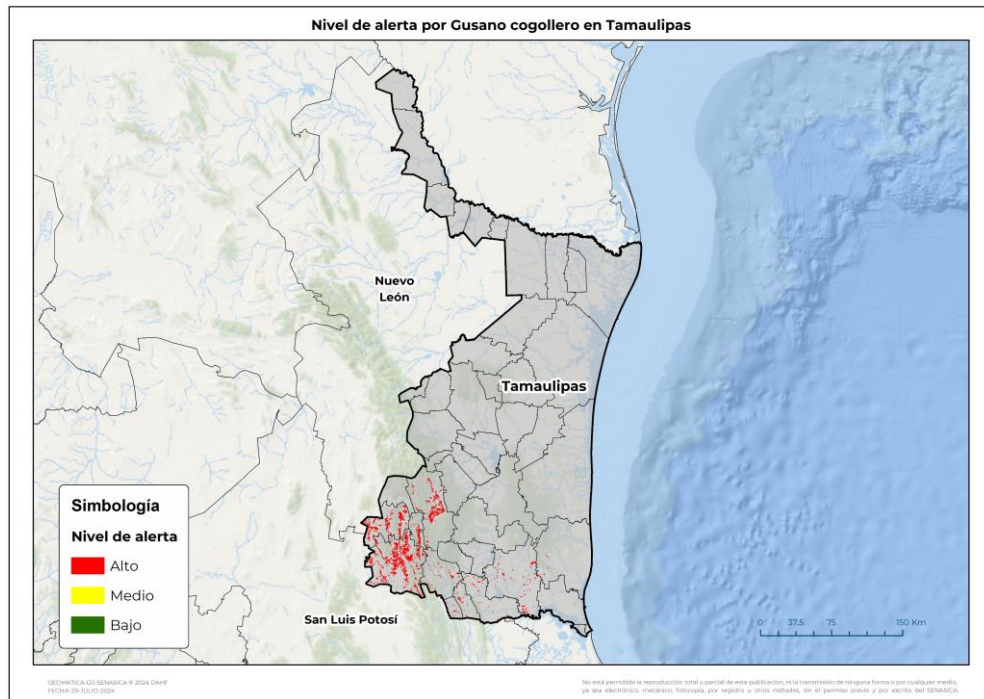 Nivel de alerta por Gusano cogollero en Tamaulipas
Nuevo
León
Tamaulipas
San Luis Potosí
Simbología
Nivel de alerta
Alto
Medio
Bajo
0 37.5 75 150 Km
GEOMATICA-CG-SENASICA © 2024 DAHF
FECHA: 29-JULIO 2024
No está permitida la reproducción total o parcial de esta publicación, ni la transmisión de ninguna forma o por cualquier medio,
ya sea electrónico, mecánico, fotocopia, por registro u otros métodos, sin el permiso previo y por escrito del SENASICA.